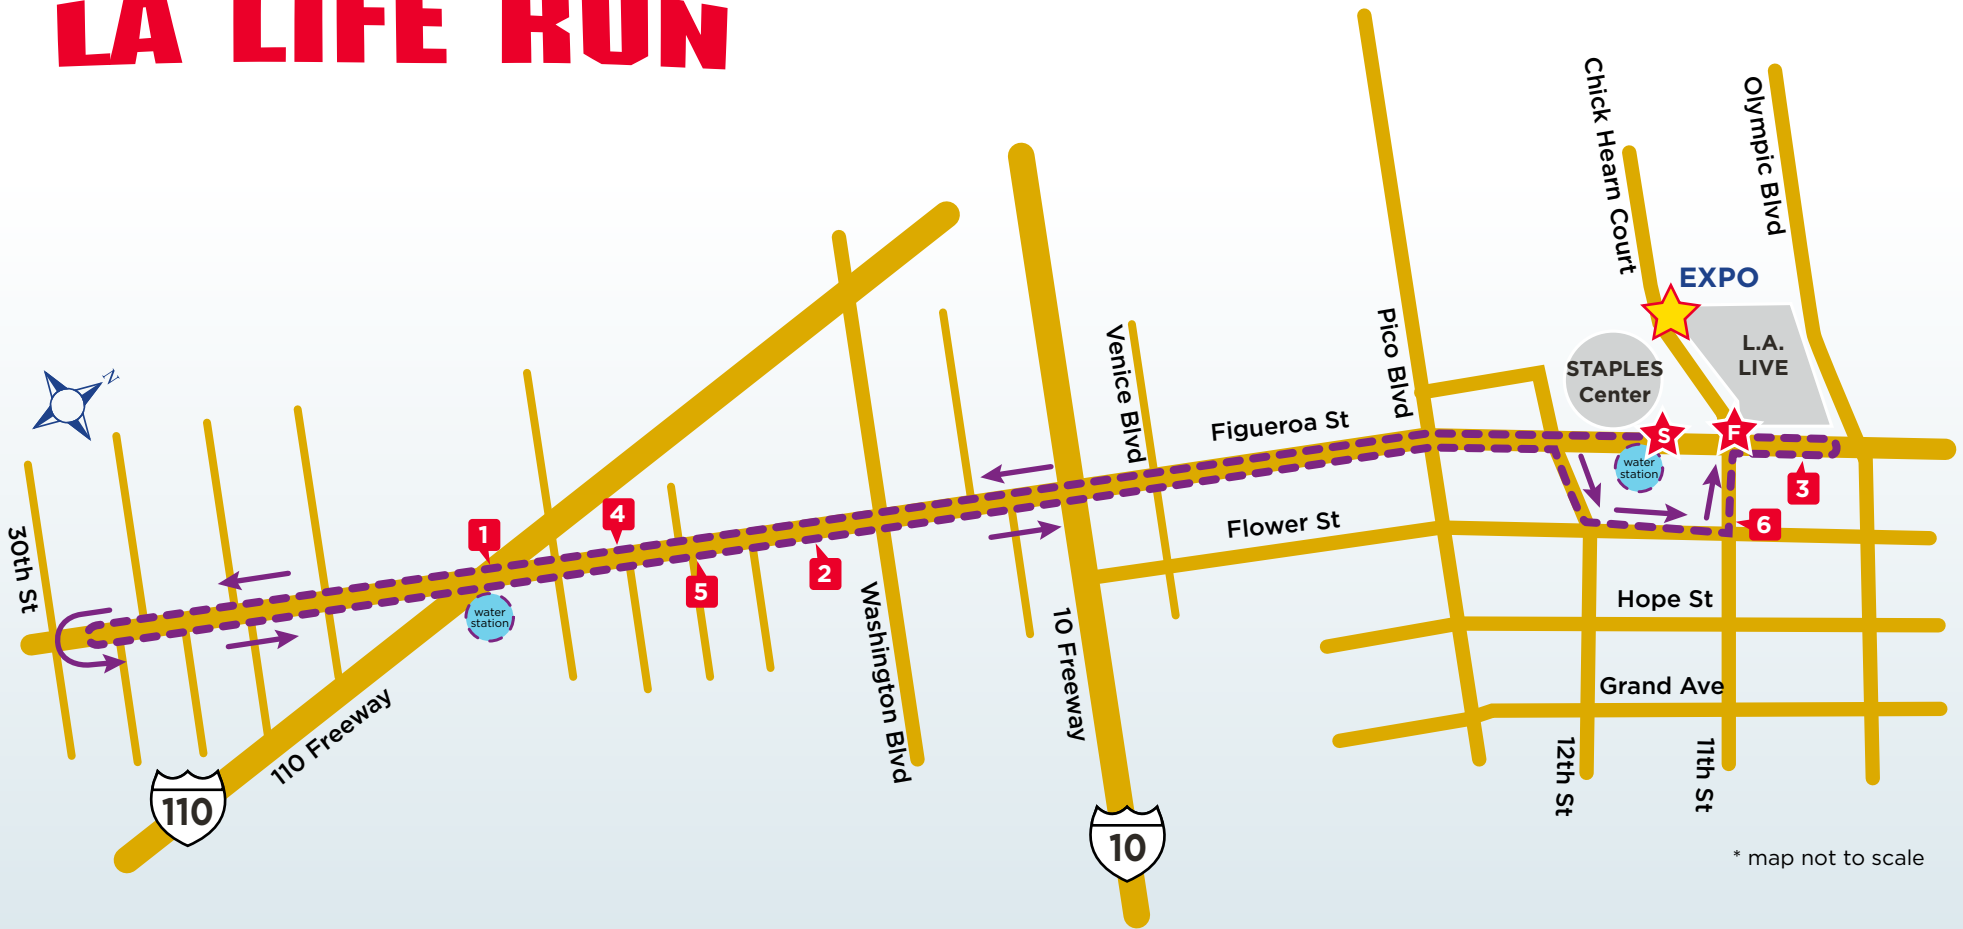 LA LIFE RUN
Chick Hearn Court
Olympic Blvd
EXPO
N
L.A.
LIVE
STAPLES
Center
Pico Blvd
Venice Blvd
Figueroa St
S
F
water
station
3
6
4
1
5
2
Flower St
30th St
water
station
Washington Blvd
10 Freeway
Hope St
Grand Ave
110 Freeway
12th St
11th St
110
10
* map not to scale